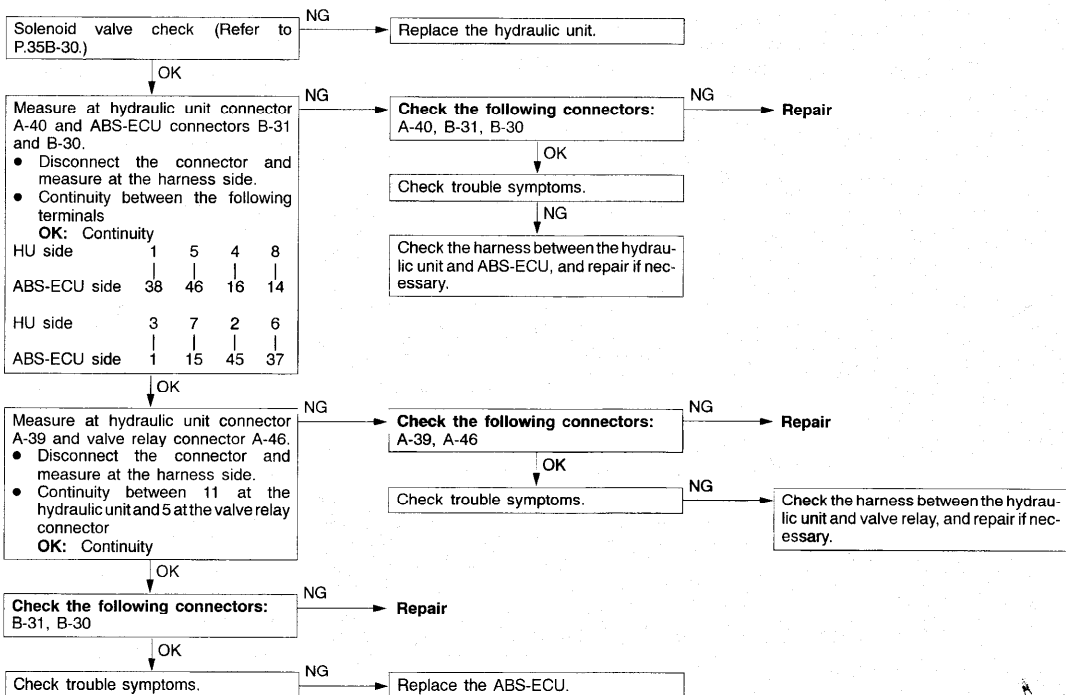 NG
Solenoid valve check (Refer to
P.35B-30.)
Replace the hydraulic unit.
OK
Measure at hydraulic unit connector
A-40 and ABS-ECU connectors B-31
and B-30.
● Disconnect the connector and
measure at the harness side.
● Continuity between the following
terminals
OK: Continuity
HU side 1 5 4 8
ABS-ECU side 38 46 16 14
HU side 3 7 2 6
ABS-ECU side 1 15 45 37
NG
Check the following connectors:
A-40, B-31, B-30
NG
Repair
OK
Check trouble symptoms.
NG
Check the harness between the hydrau-
lic unit and ABS-ECU, and repair if nec-
essary.
OK
Measure at hydraulic unit connector
A-39 and valve relay connector A-46.
● Disconnect the connector and
measure at the harness side.
● Continuity between 11 at the
hydraulic unit and 5 at the valve relay
connector
OK: Continuity
NG
Check the following connectors:
A-39, A-46
NG
Repair
OK
Check trouble symptoms.
NG
Check the harness between the hydrau-
lic unit and valve relay, and repair if nec-
essary.
OK
Check the following connectors:
B-31, B-30
NG
Repair
OK
Check trouble symptoms.
NG
Replace the ABS-ECU.